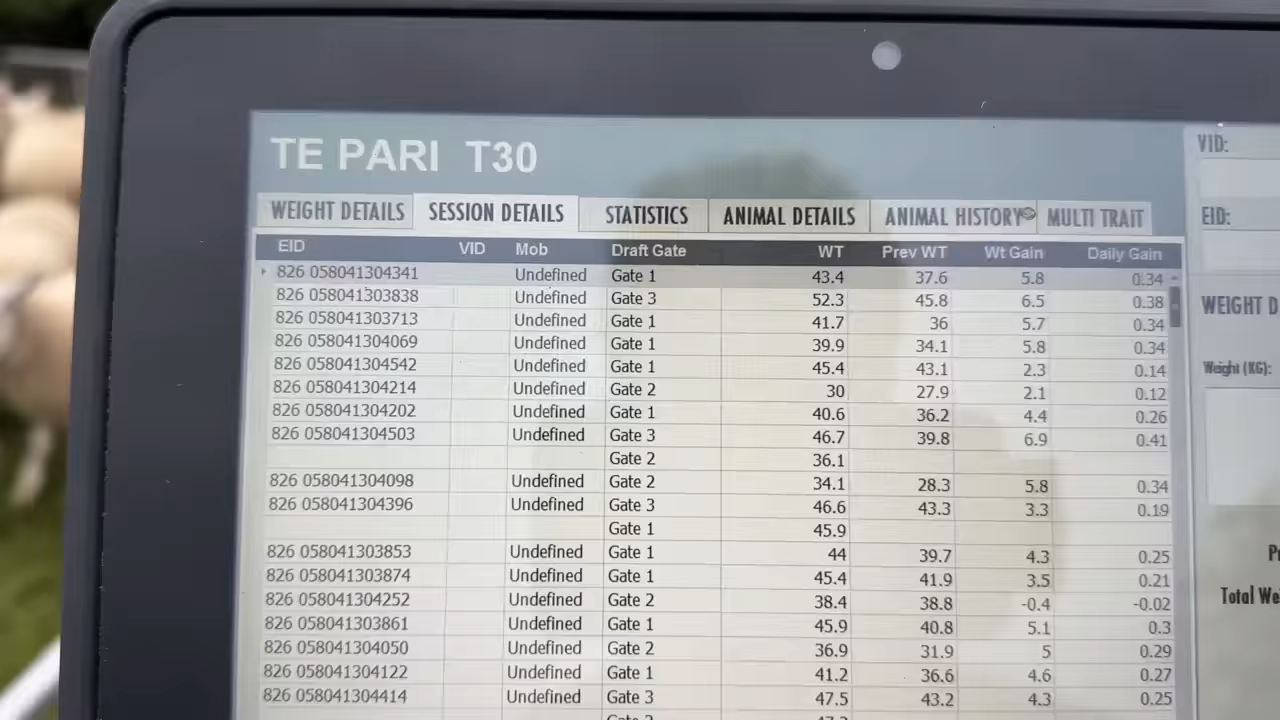 TE PARI T30
WEIGHT DETAILS SESSION DETAILS STATISTICS ANIMAL DETAILS ANIMAL HISTORY MULTI TRAIT
VID:
EID:
EID VID Mob Draft Gate WT Prev WT Wt Gain Daily Gain
826 058041304341 Undefined Gate 1 43.4 37.6 5.8 0.34
826 058041303838 Undefined Gate 3 52.3 45.8 6.5 0.38
826 058041303713 Undefined Gate 1 41.7 36 5.7 0.34
826 058041304069 Undefined Gate 1 39.9 34.1 5.8 0.34
826 058041304542 Undefined Gate 1 45.4 43.1 2.3 0.14
826 058041304214 Undefined Gate 2 30 27.9 2.1 0.12
826 058041304202 Undefined Gate 1 40.6 36.2 4.4 0.26
826 058041304503 Undefined Gate 3 46.7 39.8 6.9 0.41
Gate 2 36.1
826 058041304098 Undefined Gate 2 34.1 28.3 5.8 0.34
826 058041304396 Undefined Gate 3 46.6 43.3 3.3 0.19
Gate 1 45.9
826 058041303853 Undefined Gate 1 44 39.7 4.3 0.25
826 058041303874 Undefined Gate 1 45.4 41.9 3.5 0.21
826 058041304252 Undefined Gate 2 38.4 38.8 -0.4 -0.02
826 058041303861 Undefined Gate 1 45.9 40.8 5.1 0.3
826 058041304050 Undefined Gate 2 36.9 31.9 5 0.29
826 058041304122 Undefined Gate 1 41.2 36.6 4.6 0.27
826 058041304414 Undefined Gate 3 47.5 43.2 4.3 0.25
WEIGHT D
Weight (KG):
Total We